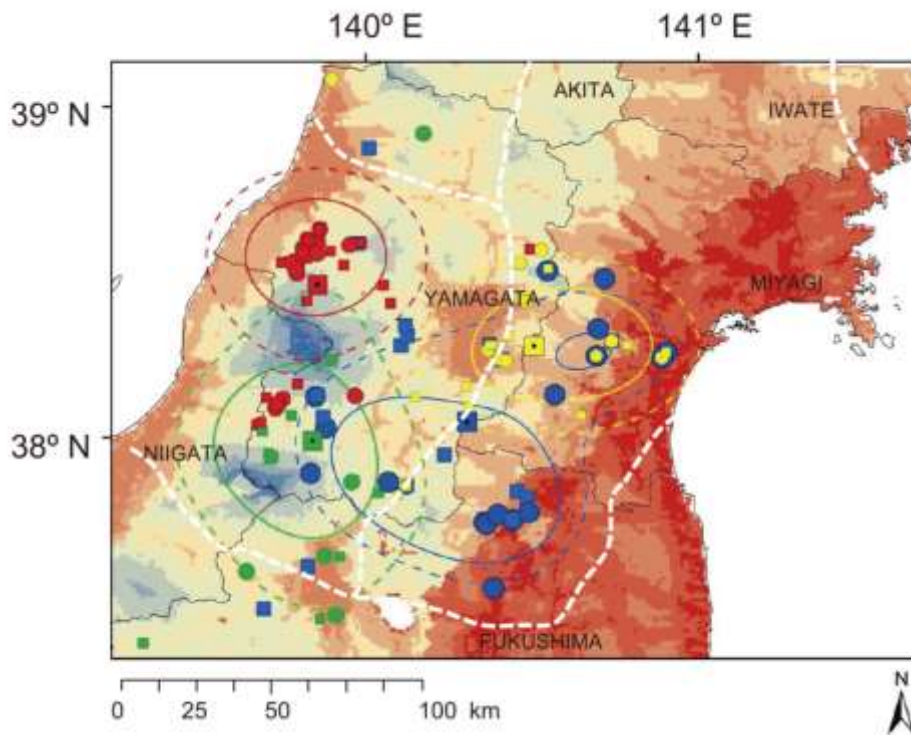 140º E 141º E
39º N
AKITA
IWATE
YAMAGATA
MIYAGI
38º N
NIIGATA
FUKUSHIMA
N
0 25 50 100 km